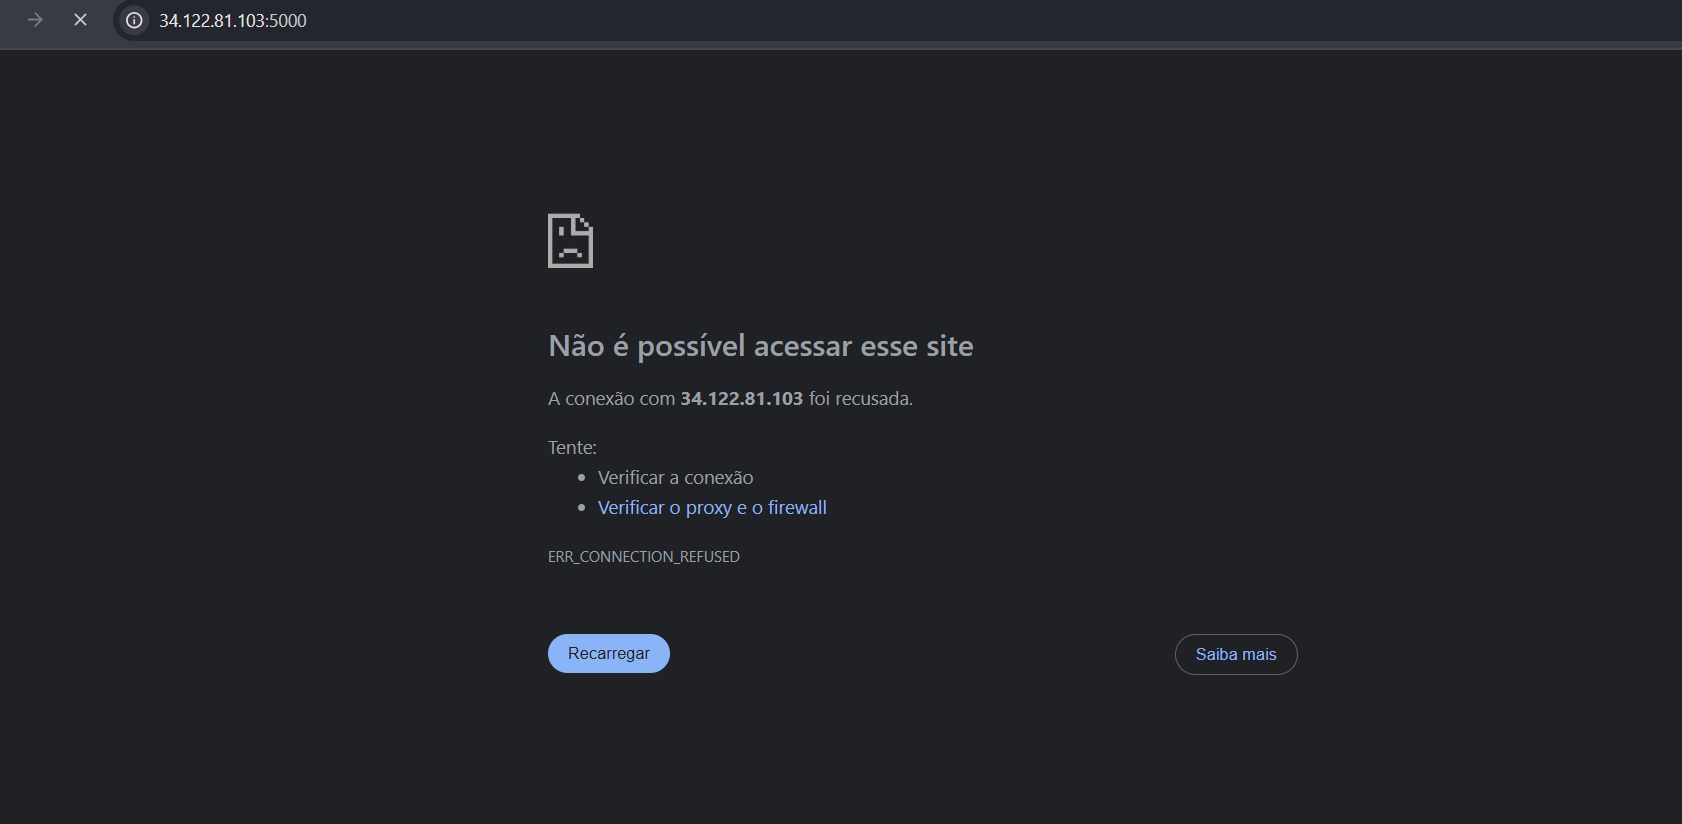 34.122.81.103:5000
Não é possível acessar esse site
A conexão com 34.122.81.103 foi recusada.
Tente:
Verificar a conexão
Verificar o proxy e o firewall
ERR_CONNECTION_REFUSED
Recarregar
Saiba mais